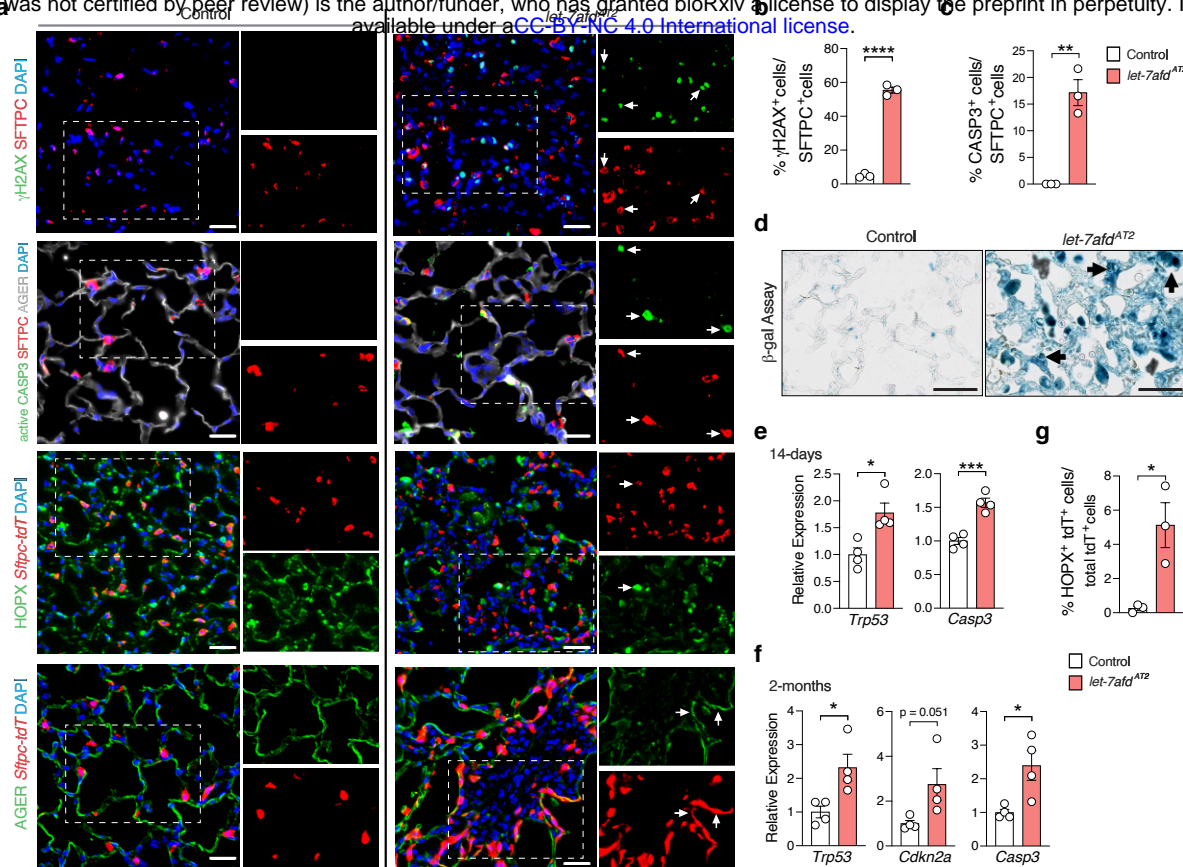 was not certified by peer review) is the author/funder, who has granted bioRxiv a license to display the preprint in perpetuity. I
available under aCC-BY-NC 4.0 International license.
a
Control
let-7afd^AT2
γH2AX SFTPC DAPI
active CASP3 SFTPC AGER DAPI
HOPX Sftpc-tdT DAPI
AGER Sftpc-tdT DAPI
b
% γH2AX⁺cells/
SFTPC⁺cells
80
60
40
20
0
****
c
% CASP3⁺ cells/
SFTPC⁺cells
25
20
15
10
5
0
**
Control
let-7afd^AT2
d
Control
let-7afd^AT2
β-gal Assay
e
14-days
Relative Expression
2.5
2.0
1.5
1.0
0.5
0.0
*
Trp53
2.0
1.5
1.0
0.5
0.0
***
Casp3
g
% HOPX⁺ tdT⁺ cells/
total tdT⁺cells
8
6
4
2
0
*
f
2-months
Control
let-7afd^AT2
Relative Expression
4
3
2
1
0
*
Trp53
6
4
2
0
p = 0.051
Cdkn2a
4
3
2
1
0
*
Casp3